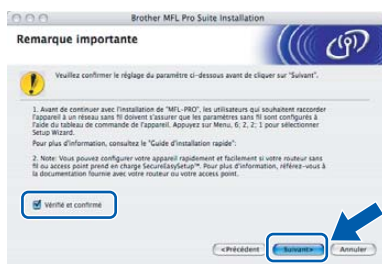 Brother MFL Pro Suite Installation
Remarque importante
Veuillez confirmer le réglage du paramètre ci-dessous avant de cliquer sur "Suivant".
1. Avant de continuer avec l'installation de "MFL-PRO", les utilisateurs qui souhaitent raccorder
l'appareil à un réseau sans fil doivent s'assurer que les paramètres sans fil sont configurés à
l'aide du tableau de commande de l'appareil. Appuyez sur Menu, 6; 2, 2; 1 pour sélectionner
Setup Wizard.
Pour plus d'information, consultez le "Guide d'installation rapide":
2. Note: Vous pouvez configurer votre appareil rapidement et facilement si votre routeur sans
fil ou access point prend en charge SecureEasySetup™. Pour plus d'information, référez-vous à
la documentation fournie avec votre routeur ou votre access point.
Vérifié et confirmé
<Précédent
Suivant>
Annuler